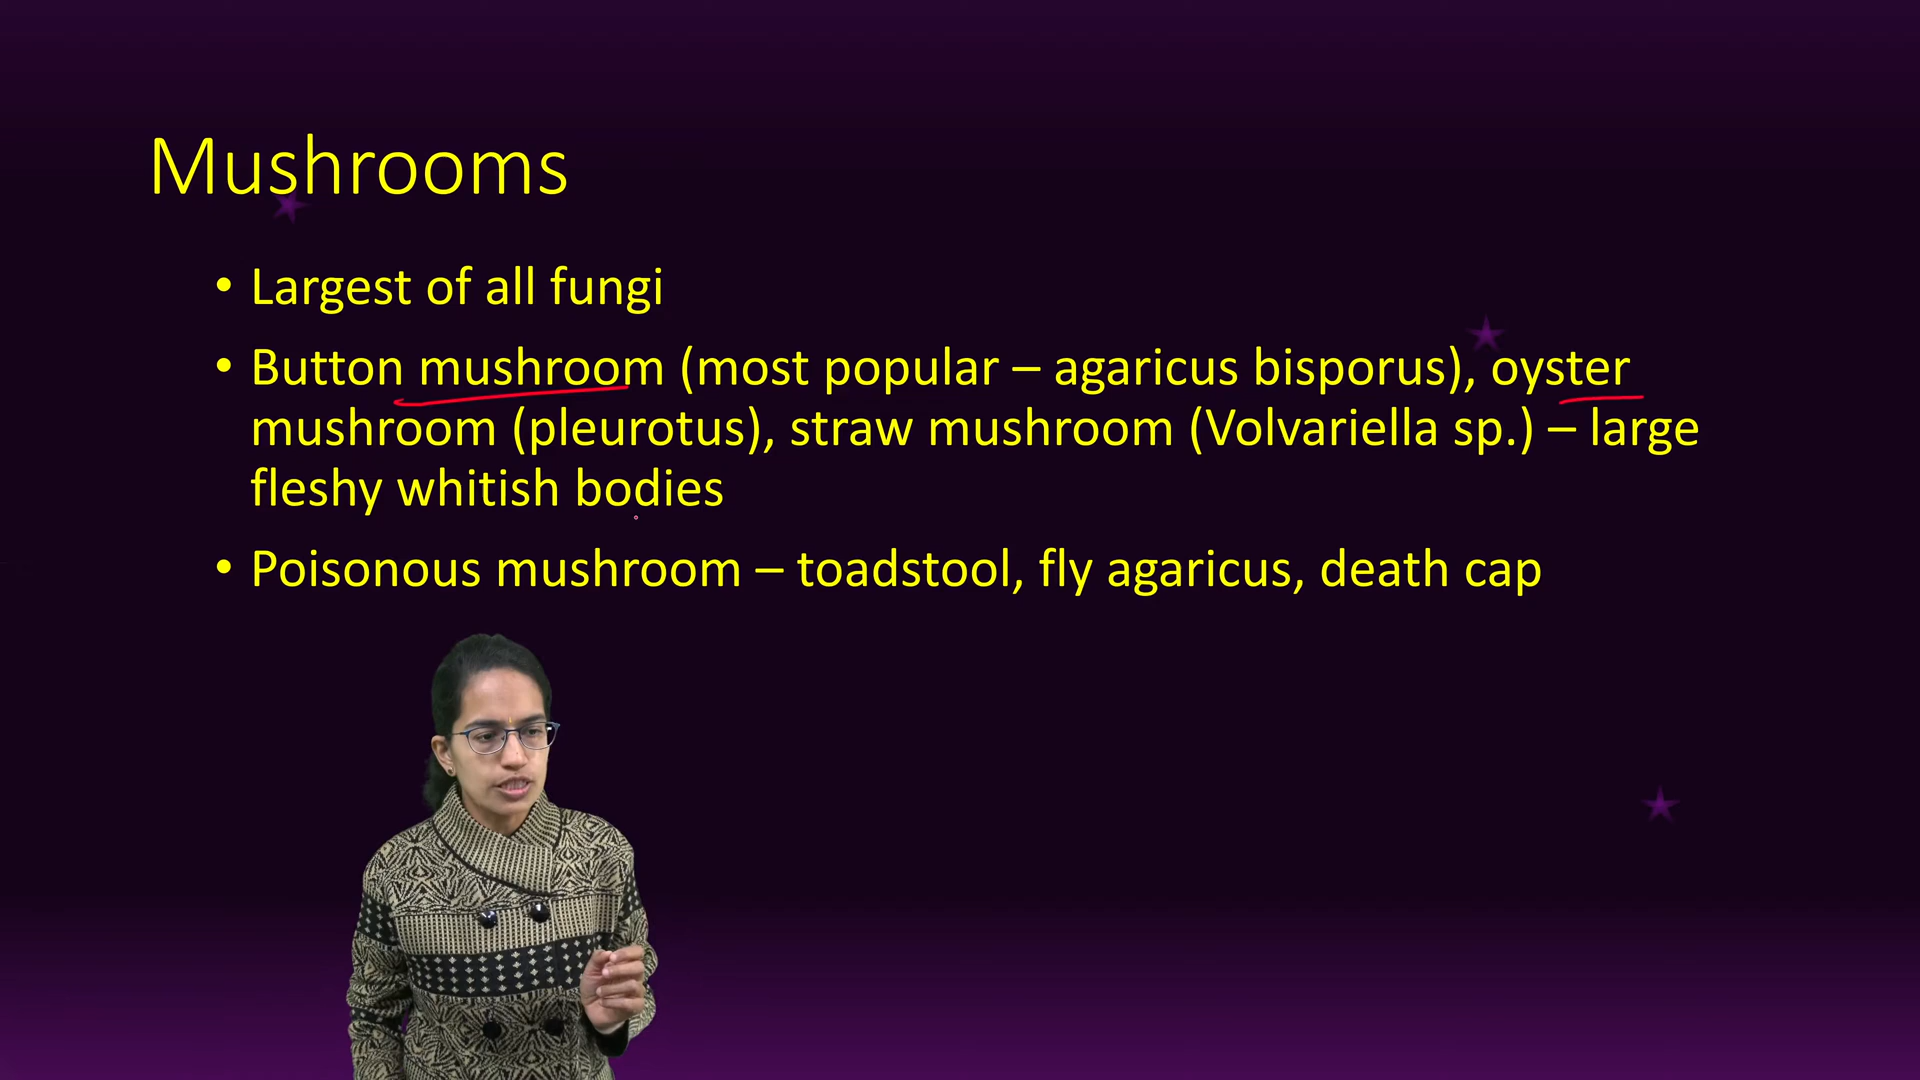 Mushrooms
• Largest of all fungi
• Button mushroom (most popular – agaricus bisporus), oyster
mushroom (pleurotus), straw mushroom (Volvariella sp.) – large
fleshy whitish bodies
• Poisonous mushroom – toadstool, fly agaricus, death cap